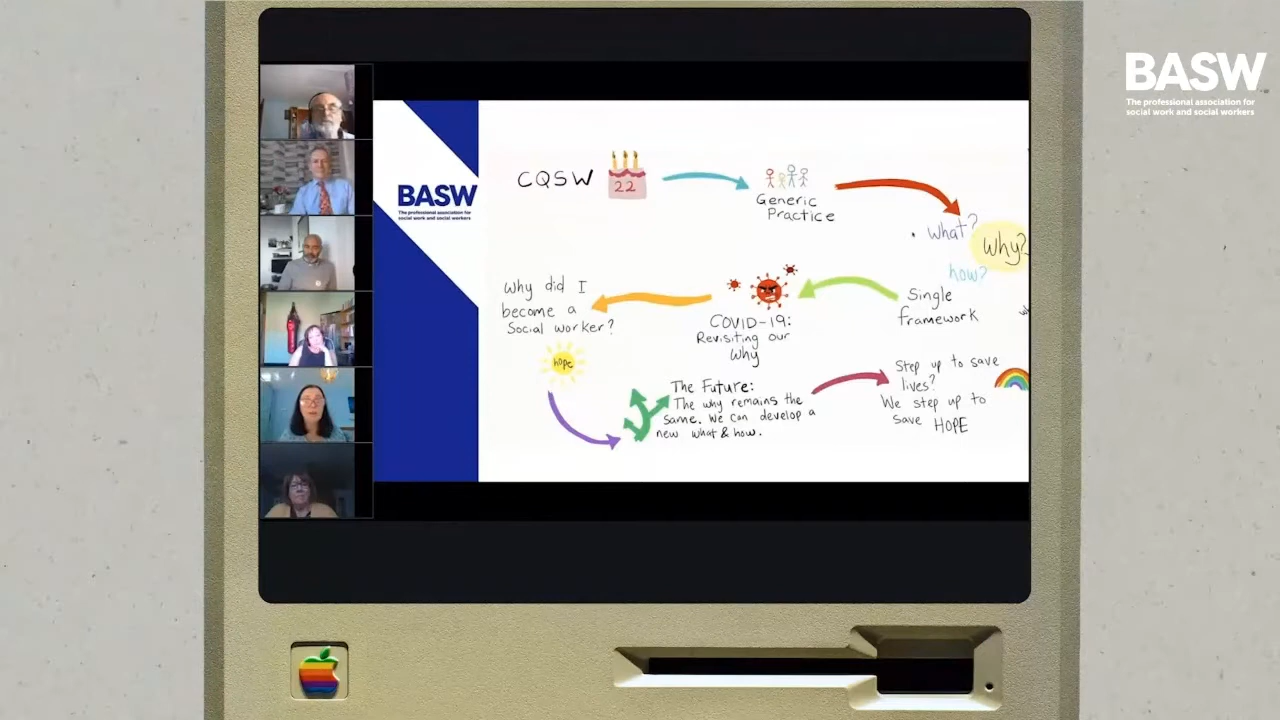 BASW
The professional association for
social work and social workers
BASW
The professional association for
social work and social workers
CQSW
22
Generic
Practice
what?
Why?
how?
Single
framework
COVID-19:
Revisiting our
Why
Why did I
become a
Social worker?
hope
The Future:
The why remains the
same. We can develop a
new what & how.
Step up to save
lives?
We step up to
save HOPE